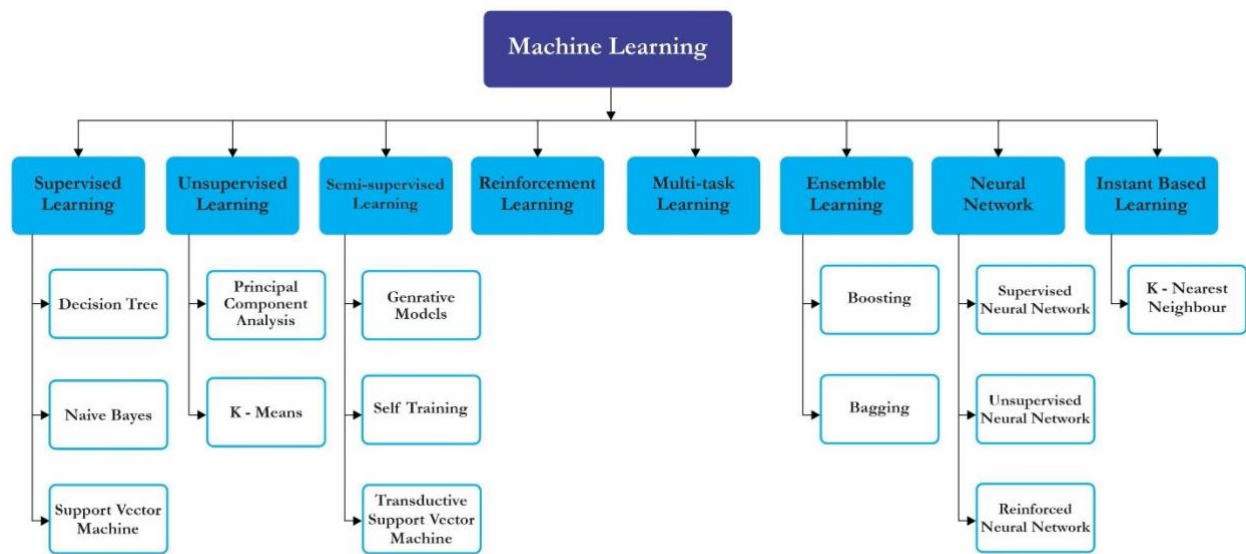 Machine Learning
Supervised
Learning
Unsupervised
Learning
Semi-supervised
Learning
Reinforcement
Learning
Multi-task
Learning
Ensemble
Learning
Neural
Network
Instant Based
Learning
Decision Tree
Naive Bayes
Support Vector
Machine
Principal
Component
Analysis
K - Means
Genrative
Models
Self Training
Transductive
Support Vector
Machine
Boosting
Bagging
Supervised
Neural Network
Unsupervised
Neural Network
Reinforced
Neural Network
K - Nearest
Neighbour